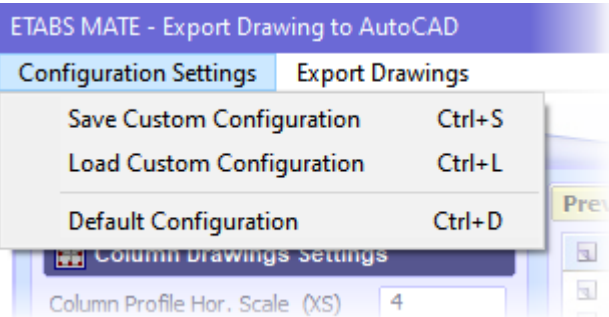 ETABS MATE - Export Drawing to AutoCAD
Configuration Settings Export Drawings
Save Custom Configuration Ctrl+S
Load Custom Configuration Ctrl+L
Default Configuration Ctrl+D
Column Drawings Settings
Column Profile Hor. Scale (XS) 4